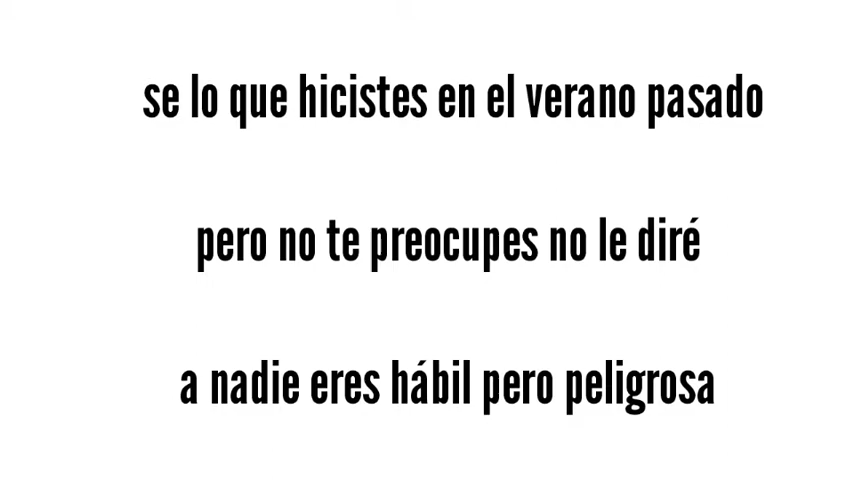 se lo que hicistes en el verano pasado
pero no te preocupes no le diré
a nadie eres hábil pero peligrosa